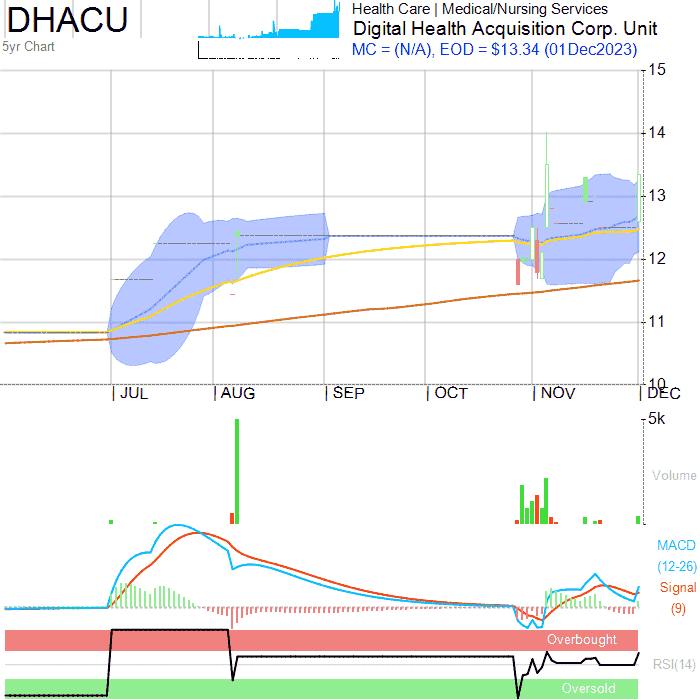 DHACU
5yr Chart
Health Care | Medical/Nursing Services
Digital Health Acquisition Corp. Unit
MC = (N/A), EOD = $13.34 (01Dec2023)
15
14
13
12
11
10
JUL AUG SEP OCT NOV DEC
5k
Volume
MACD
(12-26)
Signal
(9)
Overbought
RSI(14)
Oversold